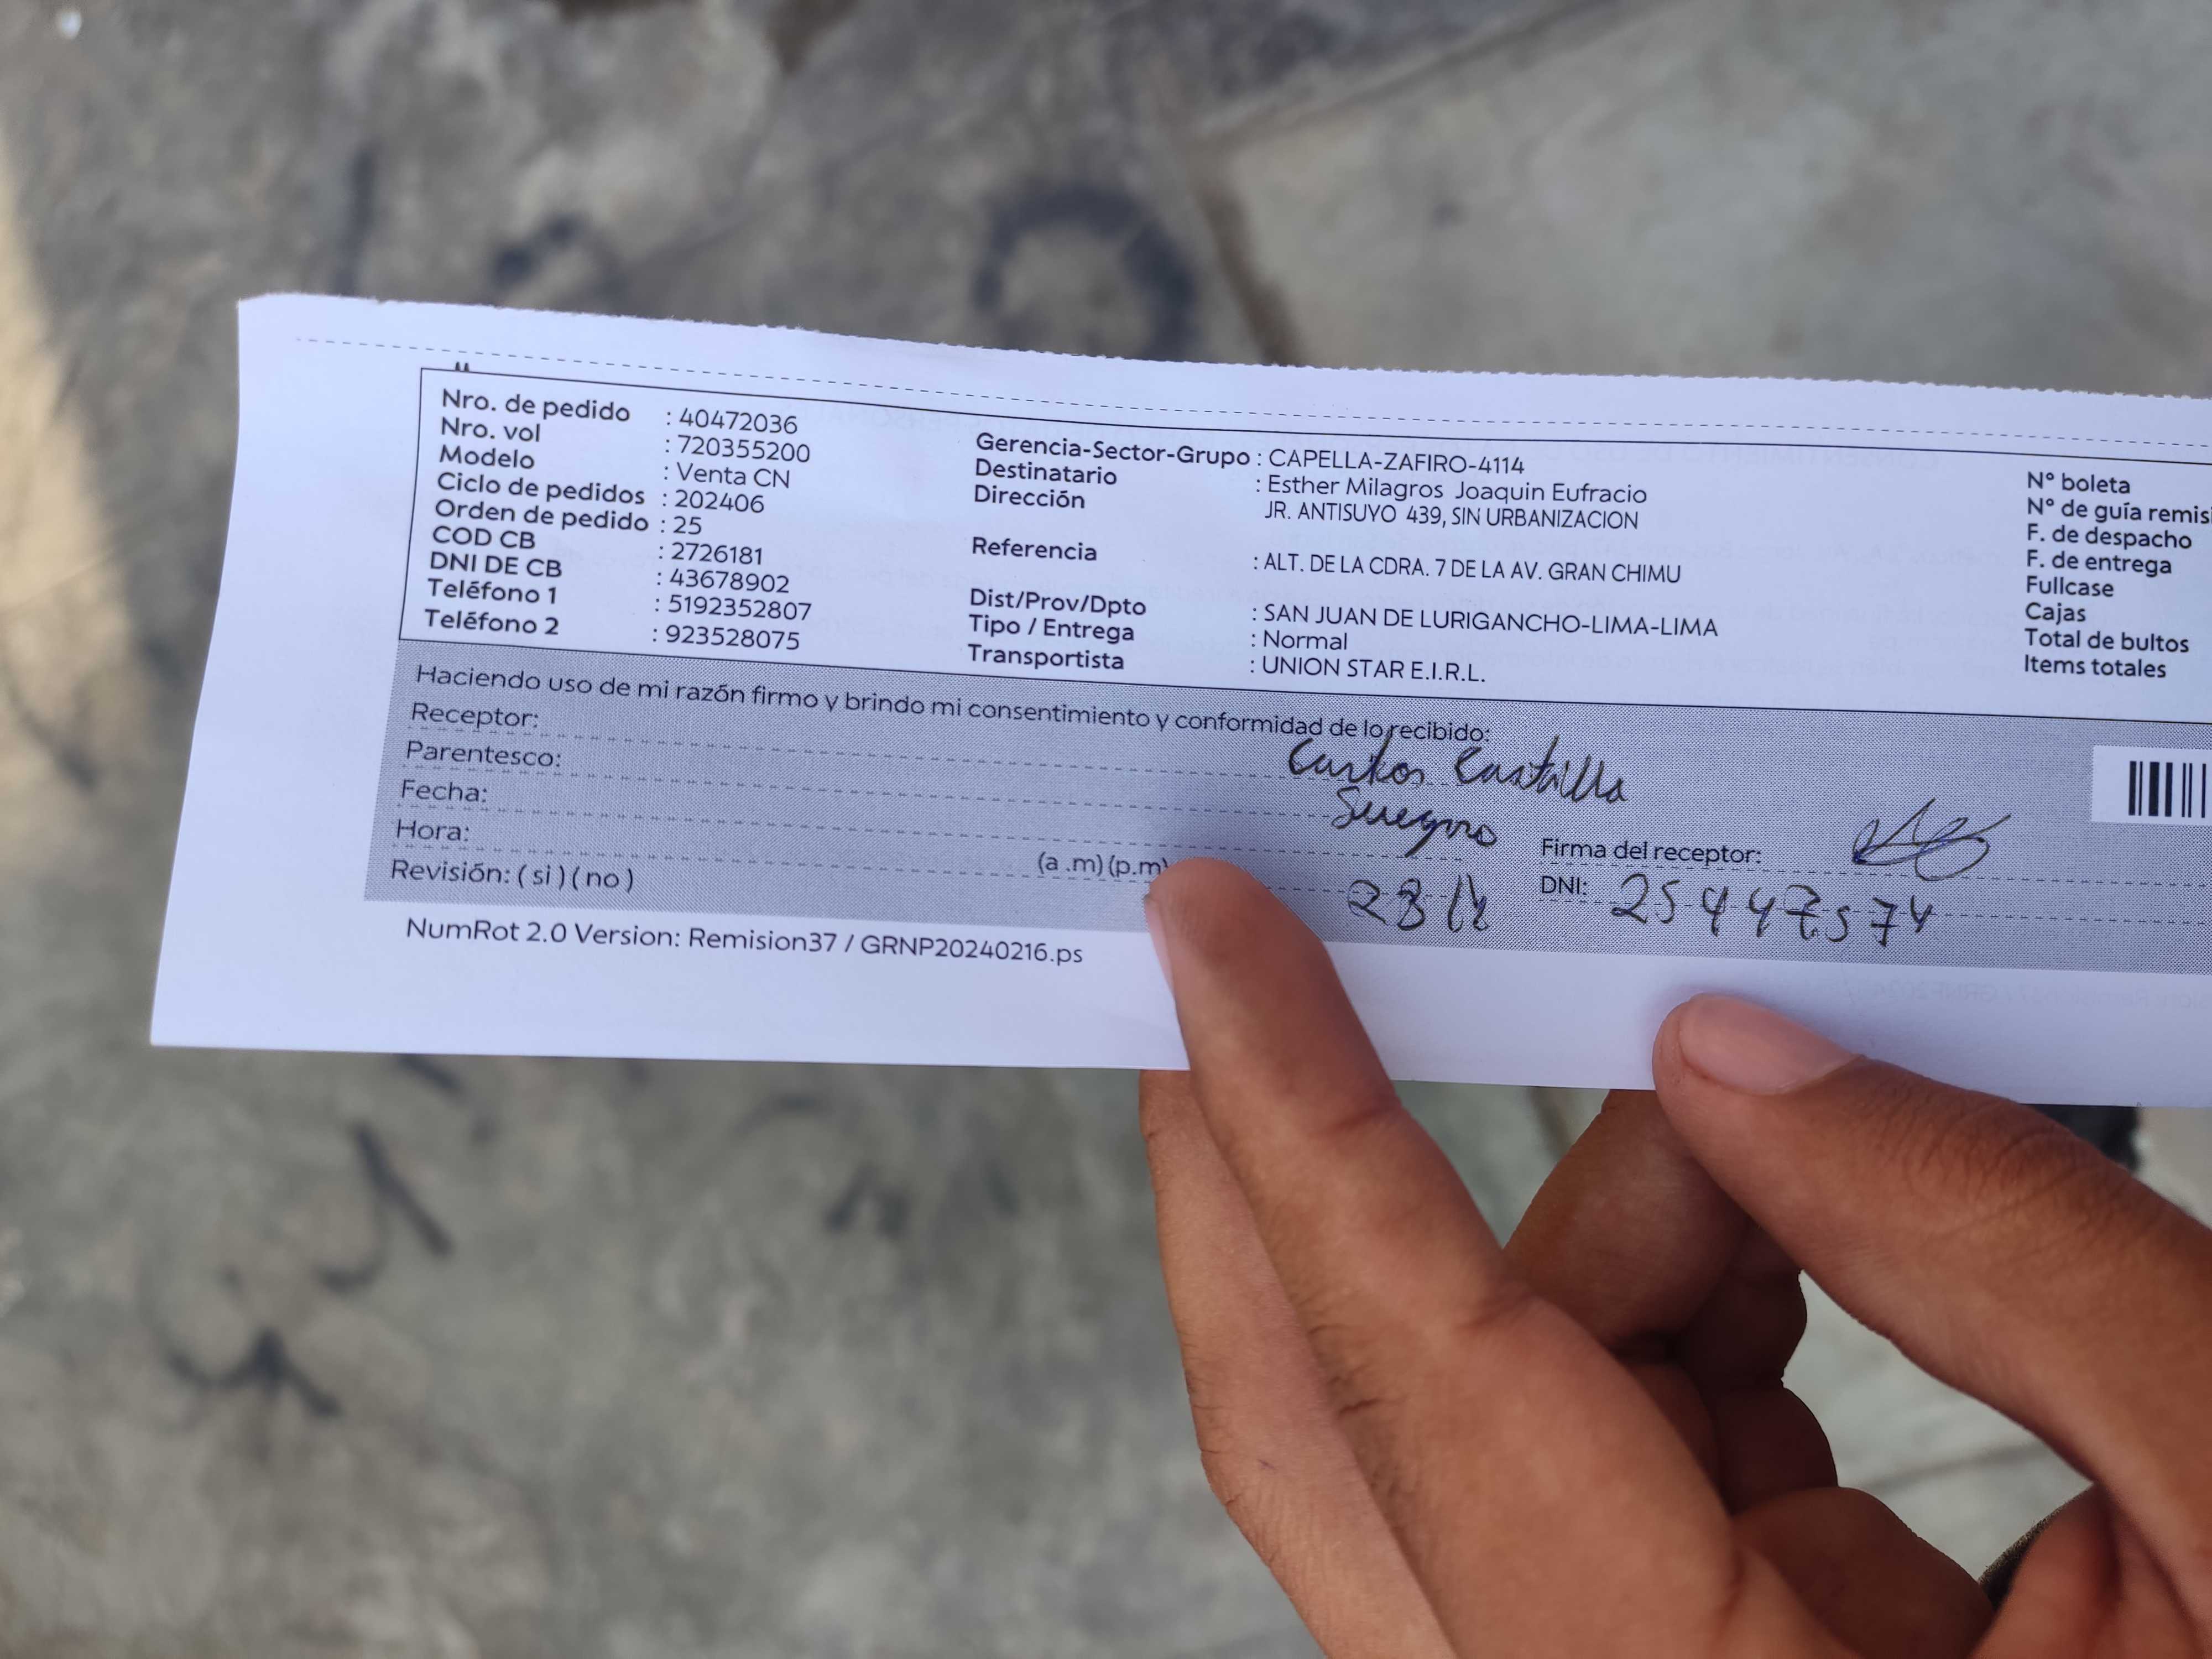 Nro. de pedido : 40472036
Nro. vol : 720355200
Modelo : Venta CN
Ciclo de pedidos : 202406
Orden de pedido : 25
COD CB : 2726181
DNI DE CB : 43678902
Teléfono 1 : 5192352807
Teléfono 2 : 923528075
Gerencia-Sector-Grupo : CAPELLA-ZAFIRO-4114
Destinatario : Esther Milagros Joaquin Eufracio
Dirección JR. ANTISUYO 439, SIN URBANIZACION
Referencia : ALT. DE LA CDRA. 7 DE LA AV. GRAN CHIMU
Dist/Prov/Dpto : SAN JUAN DE LURIGANCHO-LIMA-LIMA
Tipo / Entrega : Normal
Transportista : UNION STAR E.I.R.L.
N° boleta
N° de guía remisi
F. de despacho
F. de entrega
Fullcase
Cajas
Total de bultos
Items totales
Haciendo uso de mi razón firmo y brindo mi consentimiento y conformidad de lo recibido:
Receptor: Carlos Castilla
Parentesco: Suegro
Fecha:
Hora: (a .m) (p.m)
Revisión: ( si ) ( no )
Firma del receptor:
DNI: 25447574
NumRot 2.0 Version: Remision37 / GRNP20240216.ps